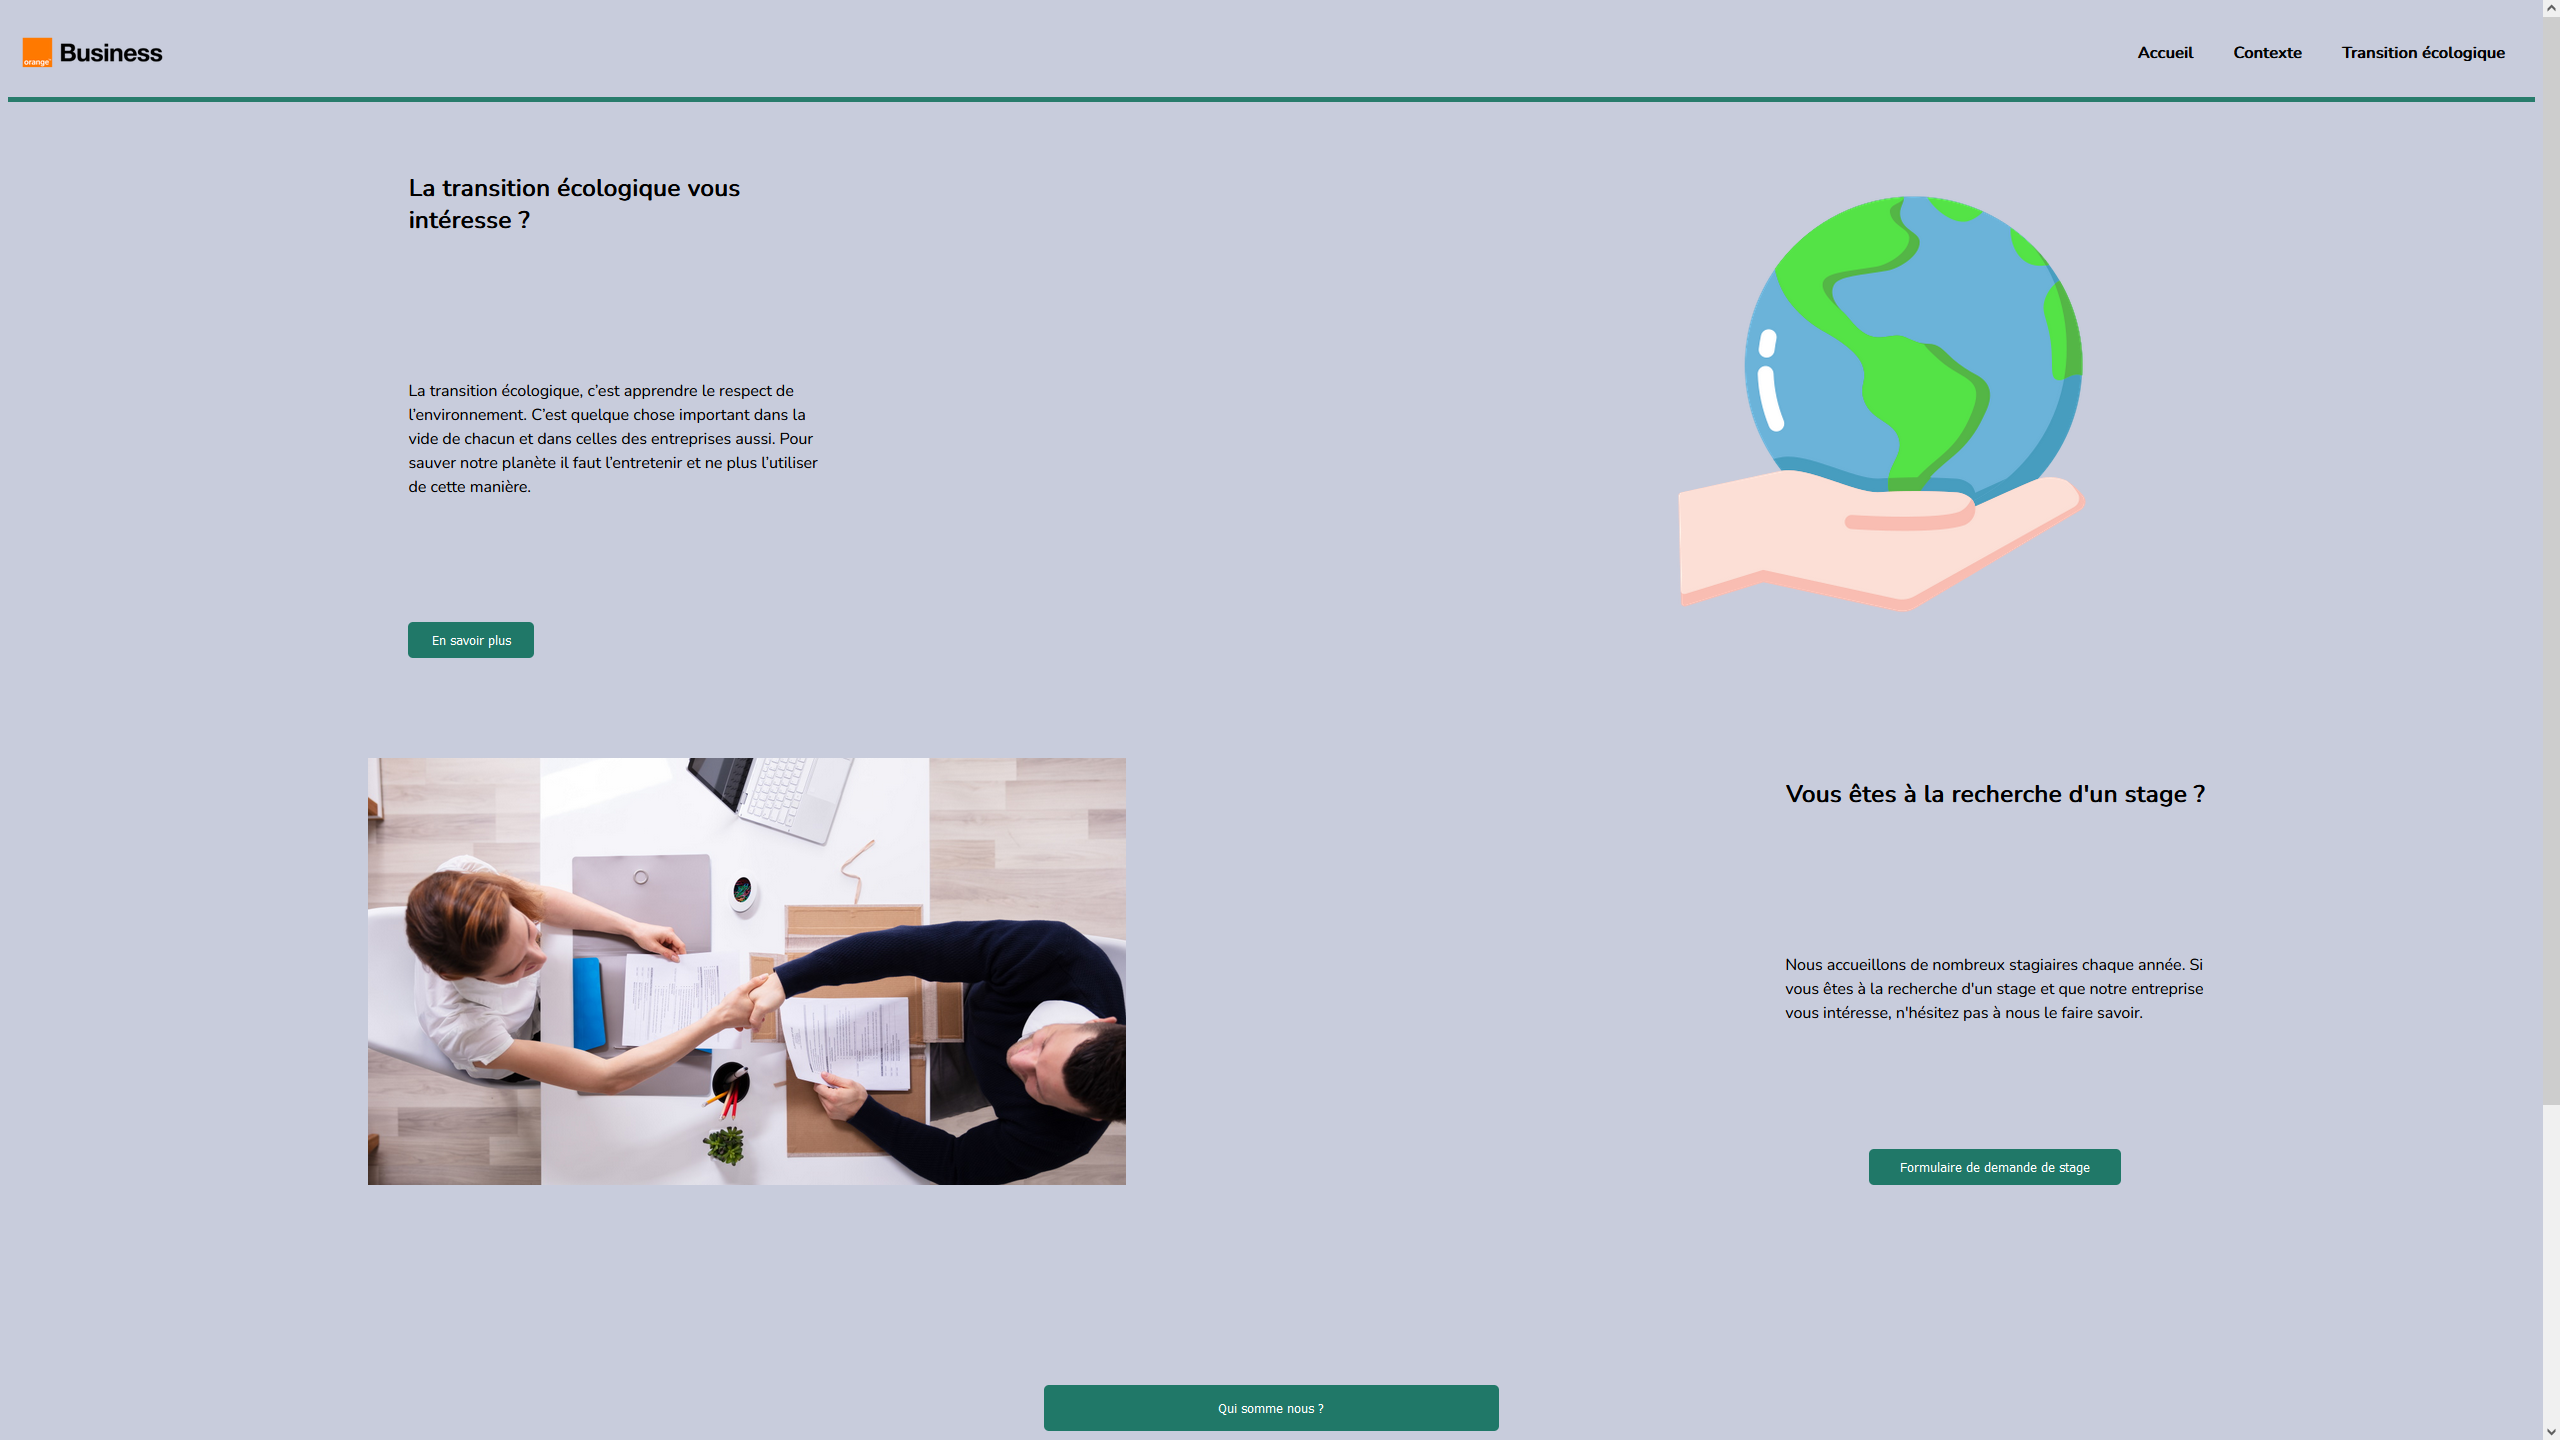 orange
Business
Accueil
Contexte
Transition écologique
La transition écologique vous
intéresse ?
La transition écologique, c’est apprendre le respect de
l’environnement. C’est quelque chose important dans la
vide de chacun et dans celles des entreprises aussi. Pour
sauver notre planète il faut l’entretenir et ne plus l’utiliser
de cette manière.
En savoir plus
Vous êtes à la recherche d'un stage ?
Nous accueillons de nombreux stagiaires chaque année. Si
vous êtes à la recherche d'un stage et que notre entreprise
vous intéresse, n'hésitez pas à nous le faire savoir.
Formulaire de demande de stage
Qui somme nous ?